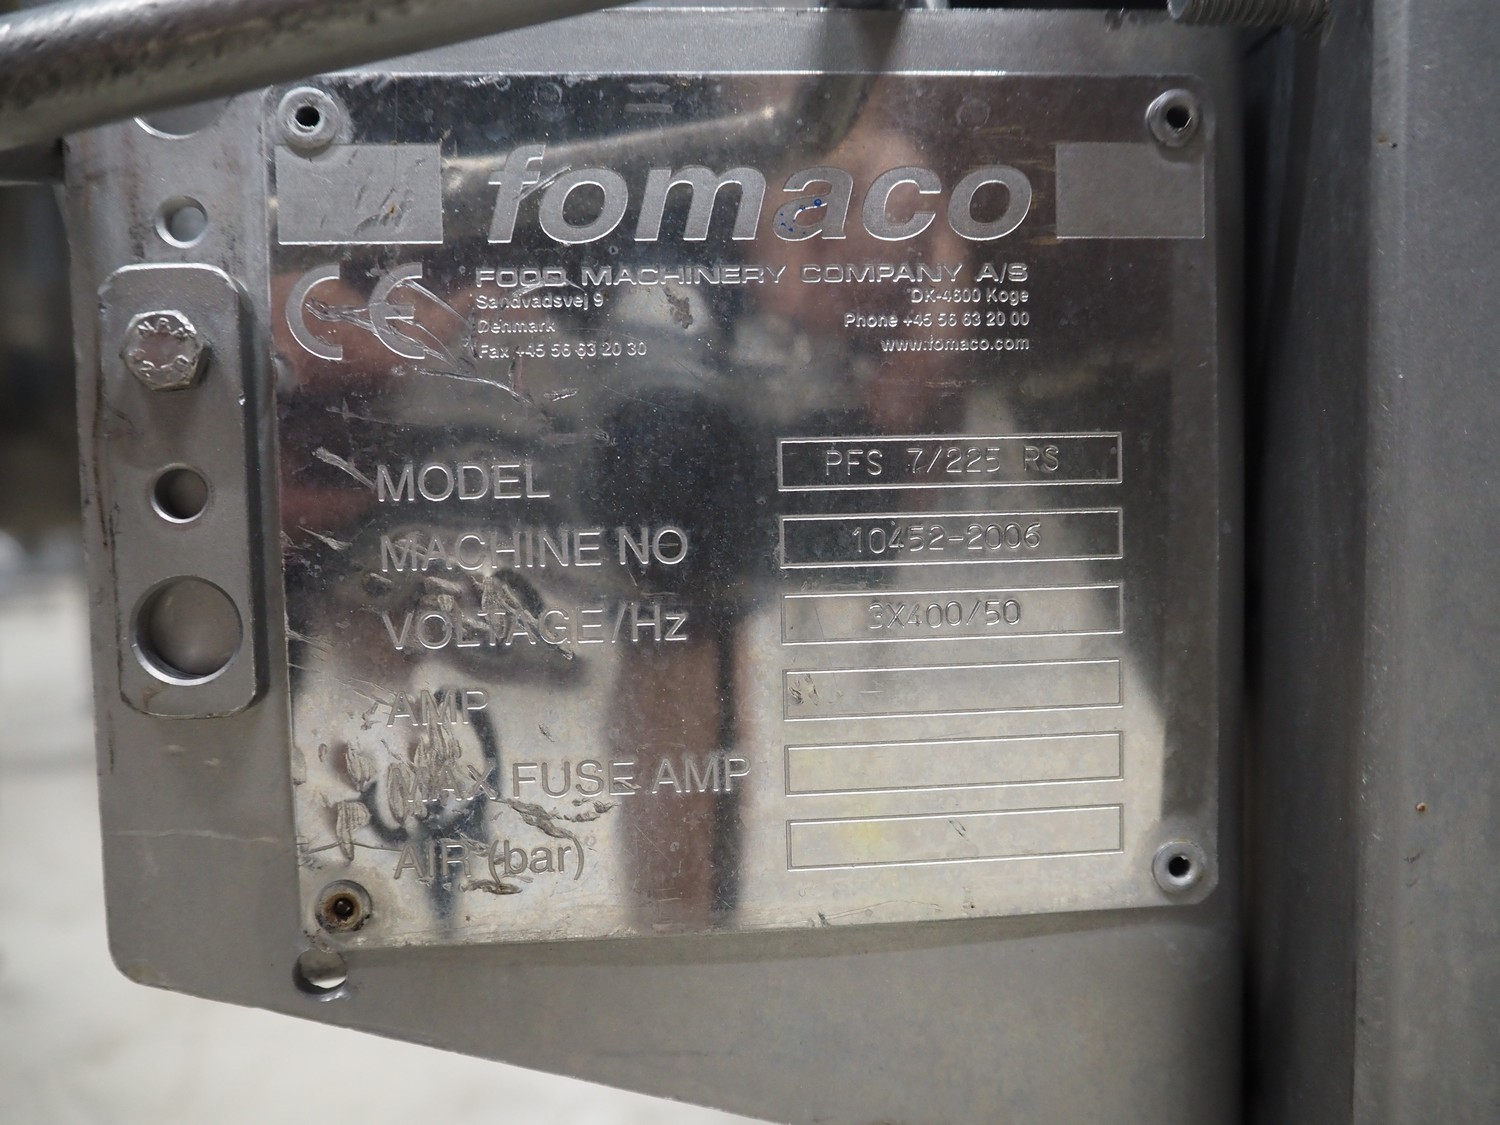 fomaco
CE FOOD MACHINERY COMPANY A/S
Sandvadsvej 9 DK-4600 Koge
Denmark Phone +45 56 63 20 00
Fax +45 56 63 20 30 www.fomaco.com
MODEL PFS 7/225 RS
MACHINE NO 10452-2006
VOLTAGE/Hz 3X400/50
AMP
MAX FUSE AMP
AIR (bar)